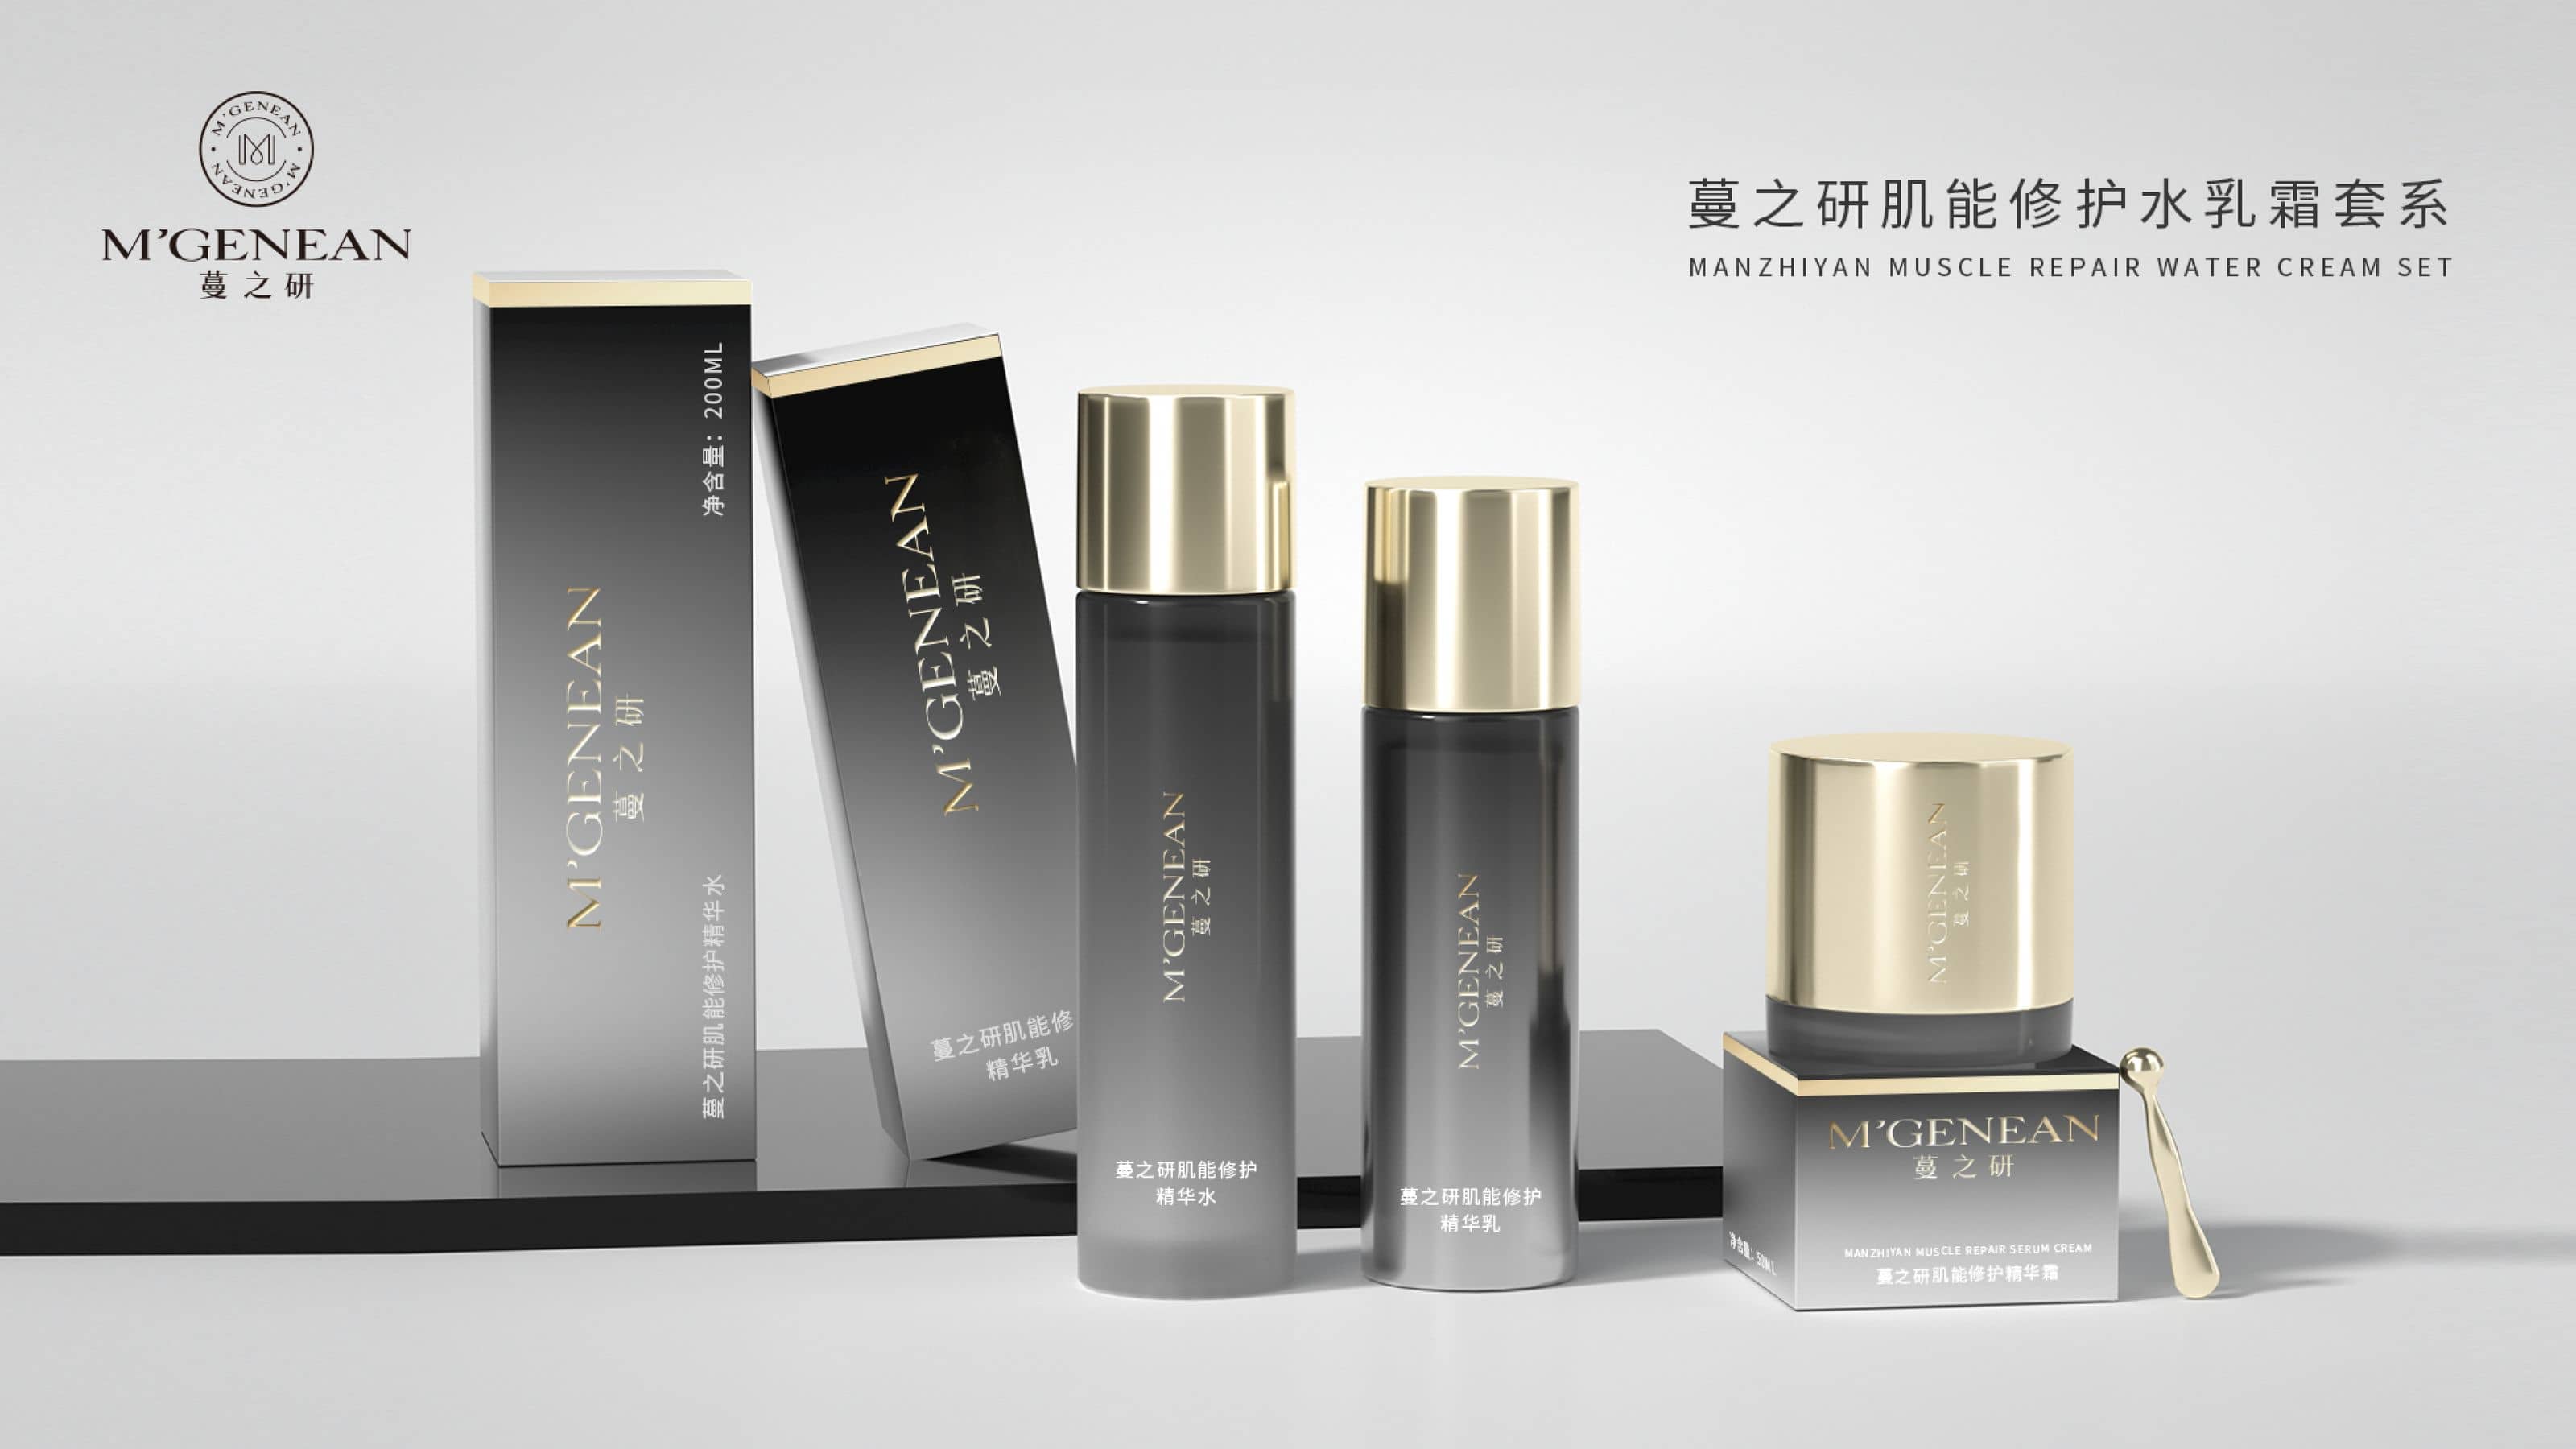 M'GENEAN
M'GENEAN
M
M'GENEAN
蔓之研
蔓之研肌能修护水乳霜套系
MANZHIYAN MUSCLE REPAIR WATER CREAM SET
净含量：200ML
M'GENEAN
蔓之研
蔓之研肌能修护精华水
M'GENEAN
蔓之研
蔓之研肌能修
精华乳
M'GENEAN
蔓之研
蔓之研肌能修护
精华水
M'GENEAN
蔓之研
蔓之研肌能修护
精华乳
M'GENEAN
蔓之研
M'GENEAN
蔓之研
净含量：50ML
MANZHIYAN MUSCLE REPAIR SERUM CREAM
蔓之研肌能修护精华霜